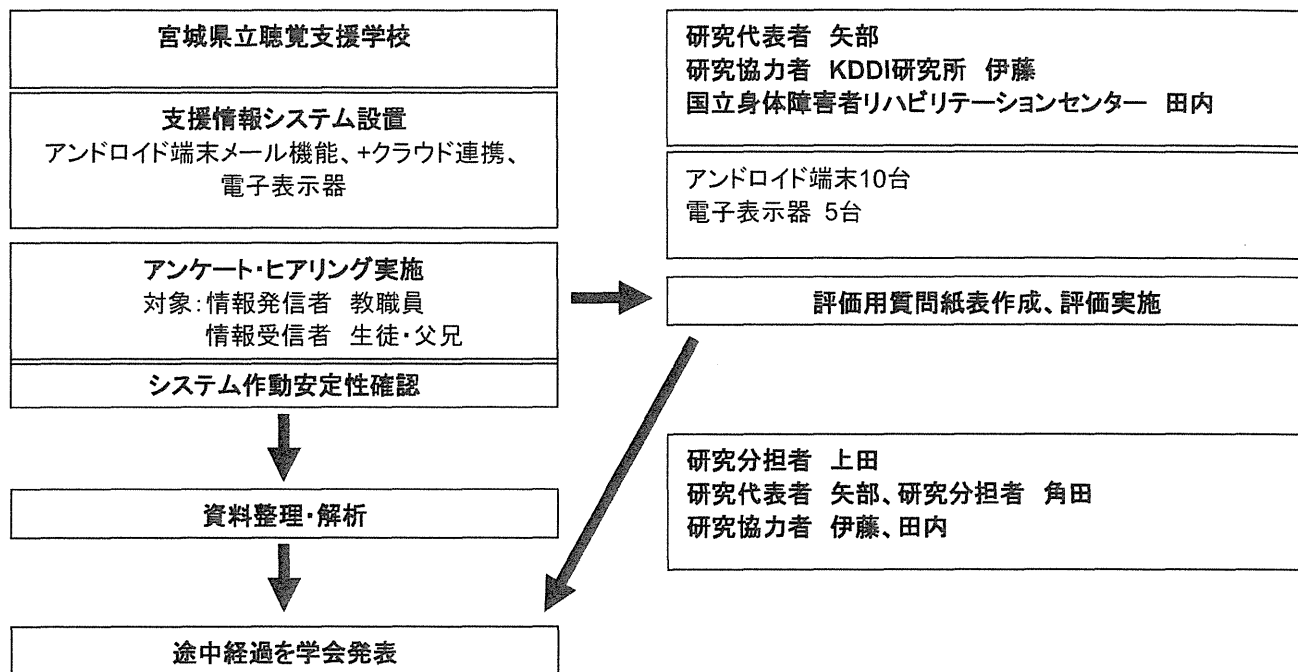 宮城県立聴覚支援学校
支援情報システム設置
アンドロイド端末メール機能、+クラウド連携、
電子表示器
アンケート・ヒアリング実施
対象:情報発信者　教職員
情報受信者　生徒・父兄
システム作動安定性確認
資料整理・解析
途中経過を学会発表
研究代表者　矢部
研究協力者　KDDI研究所　伊藤
国立身体障害者リハビリテーションセンター　田内
アンドロイド端末10台
電子表示器 5台
評価用質問紙表作成、評価実施
研究分担者　上田
研究代表者　矢部、研究分担者　角田
研究協力者　伊藤、田内